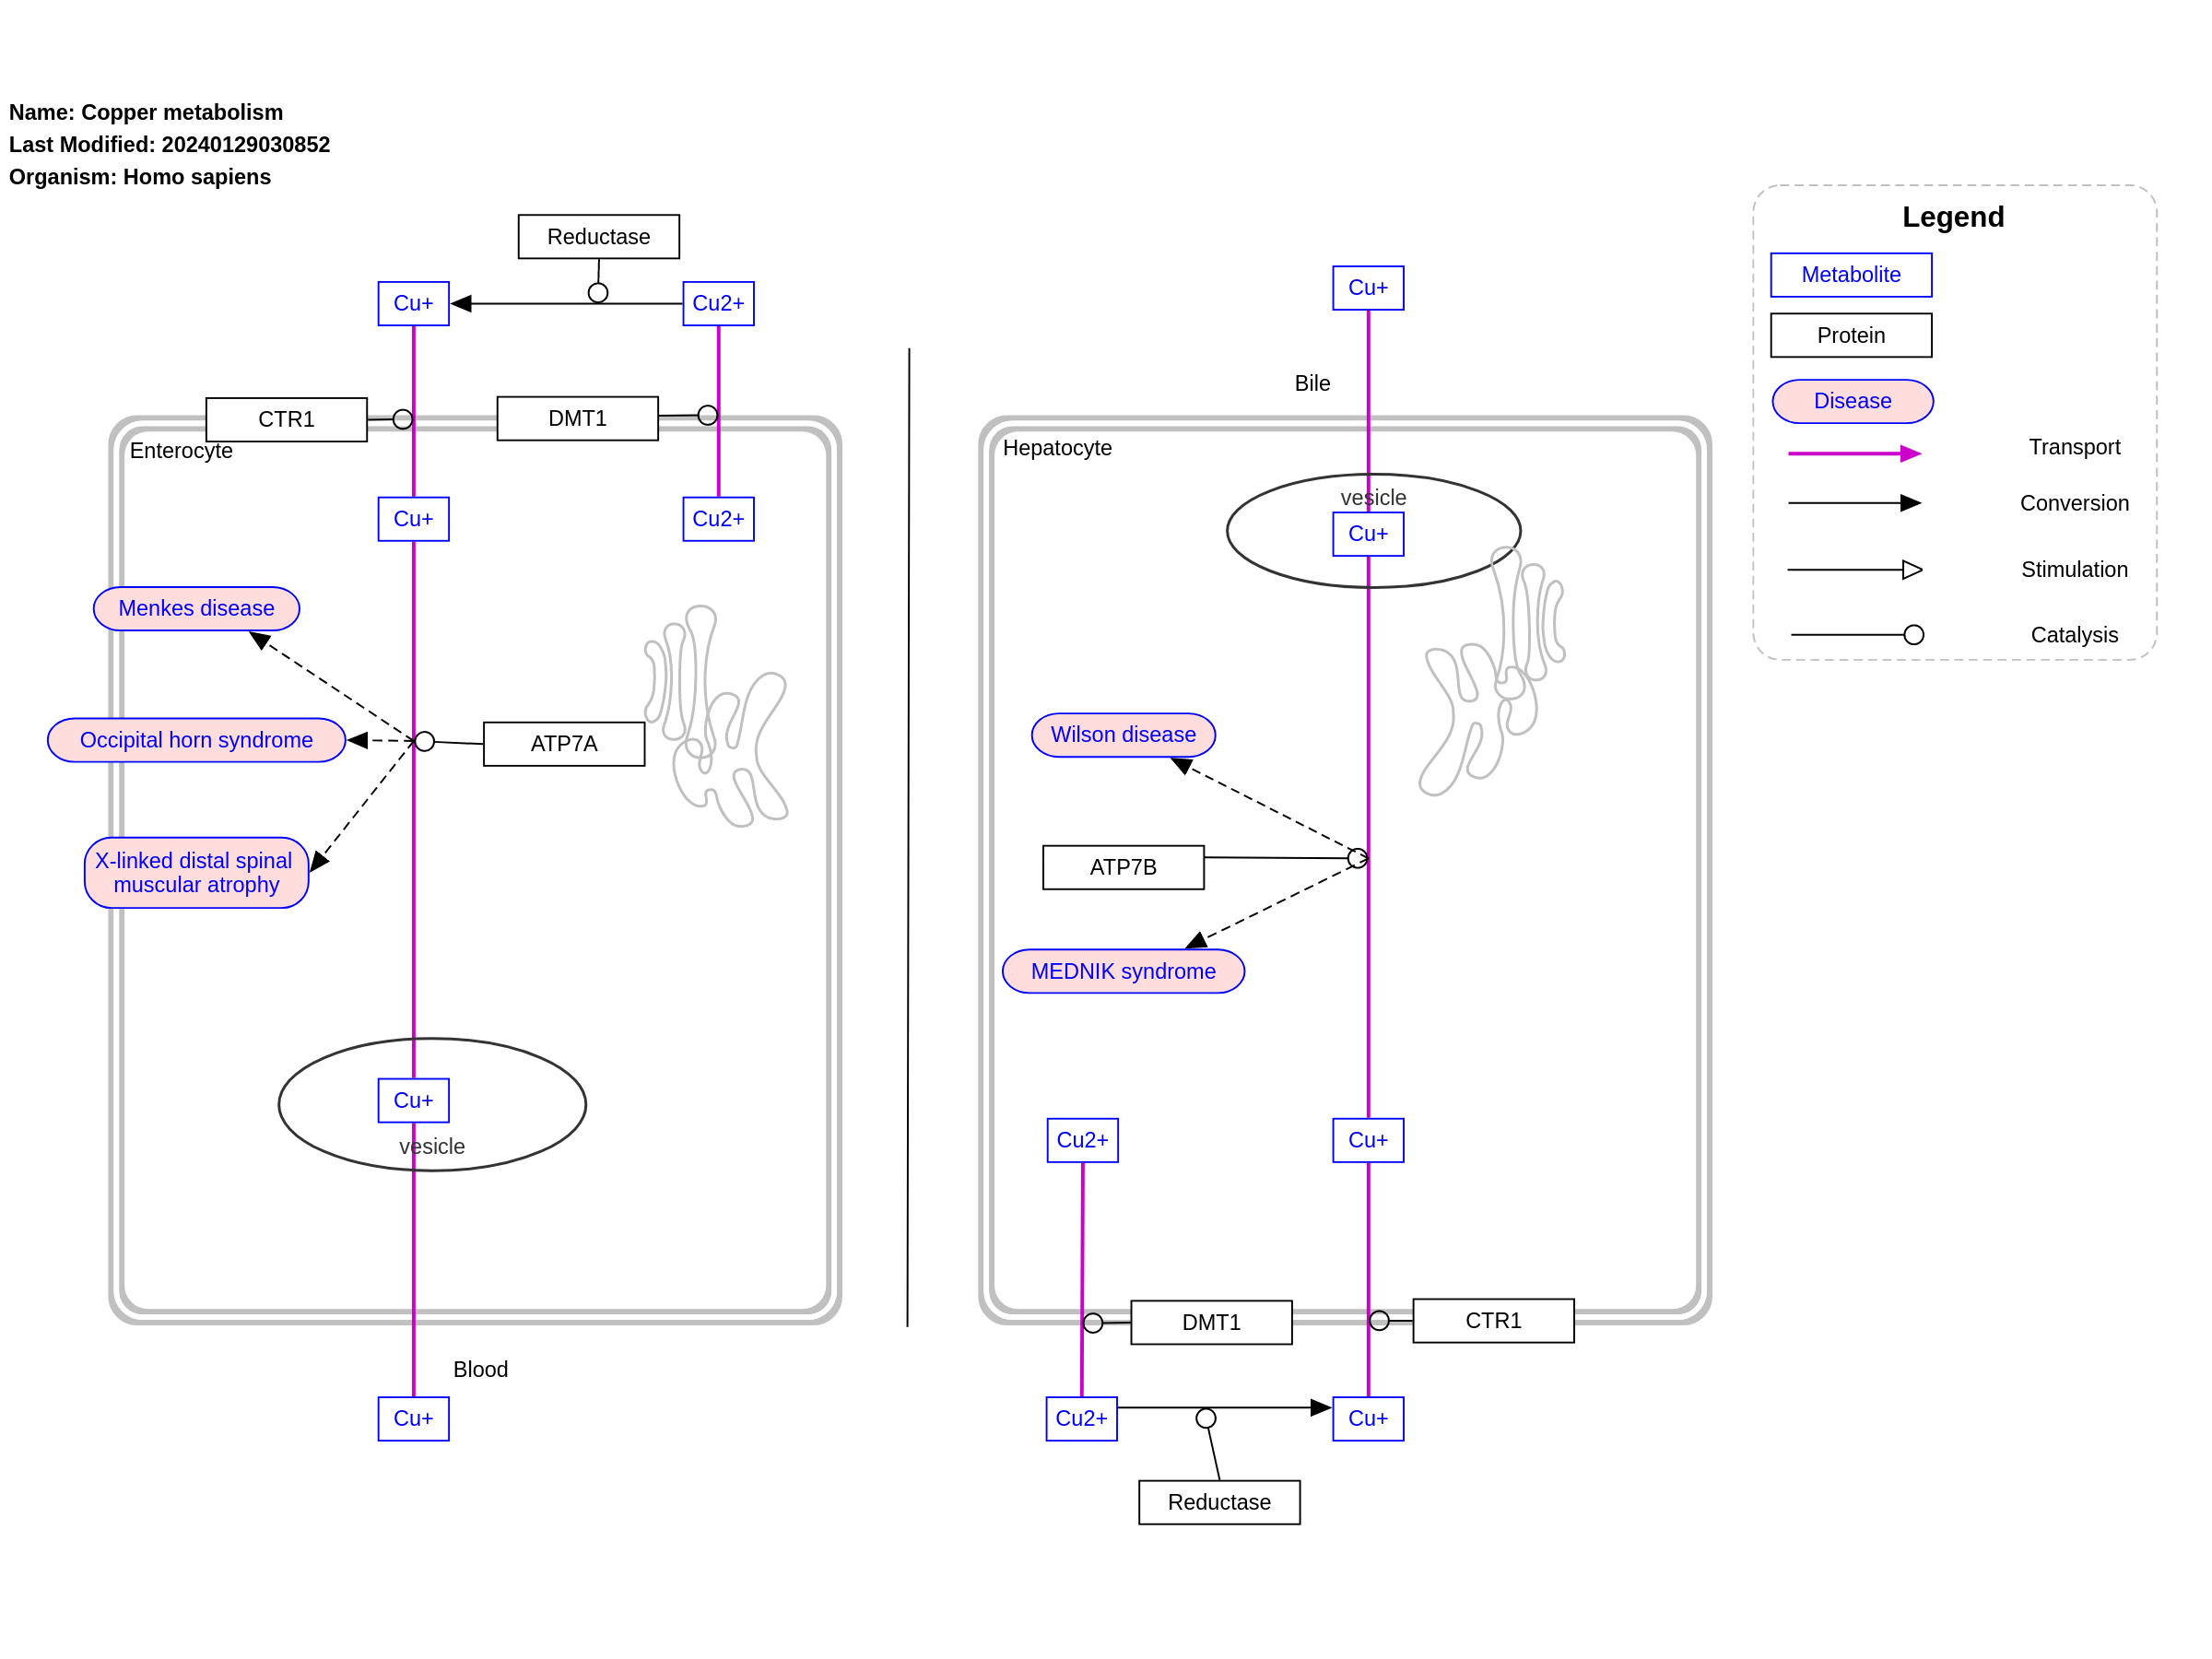 Name: Copper metabolism
Last Modified: 20240129030852
Organism: Homo sapiens
Reductase
Cu+
Cu2+
CTR1
DMT1
Enterocyte
Cu+
Cu2+
Menkes disease
Occipital horn syndrome
ATP7A
X-linked distal spinal
muscular atrophy
Cu+
vesicle
Blood
Cu+
Cu+
Bile
Hepatocyte
vesicle
Cu+
Wilson disease
ATP7B
MEDNIK syndrome
Cu2+
Cu+
DMT1
CTR1
Cu2+
Cu+
Reductase
Legend
Metabolite
Protein
Disease
Transport
Conversion
Stimulation
Catalysis